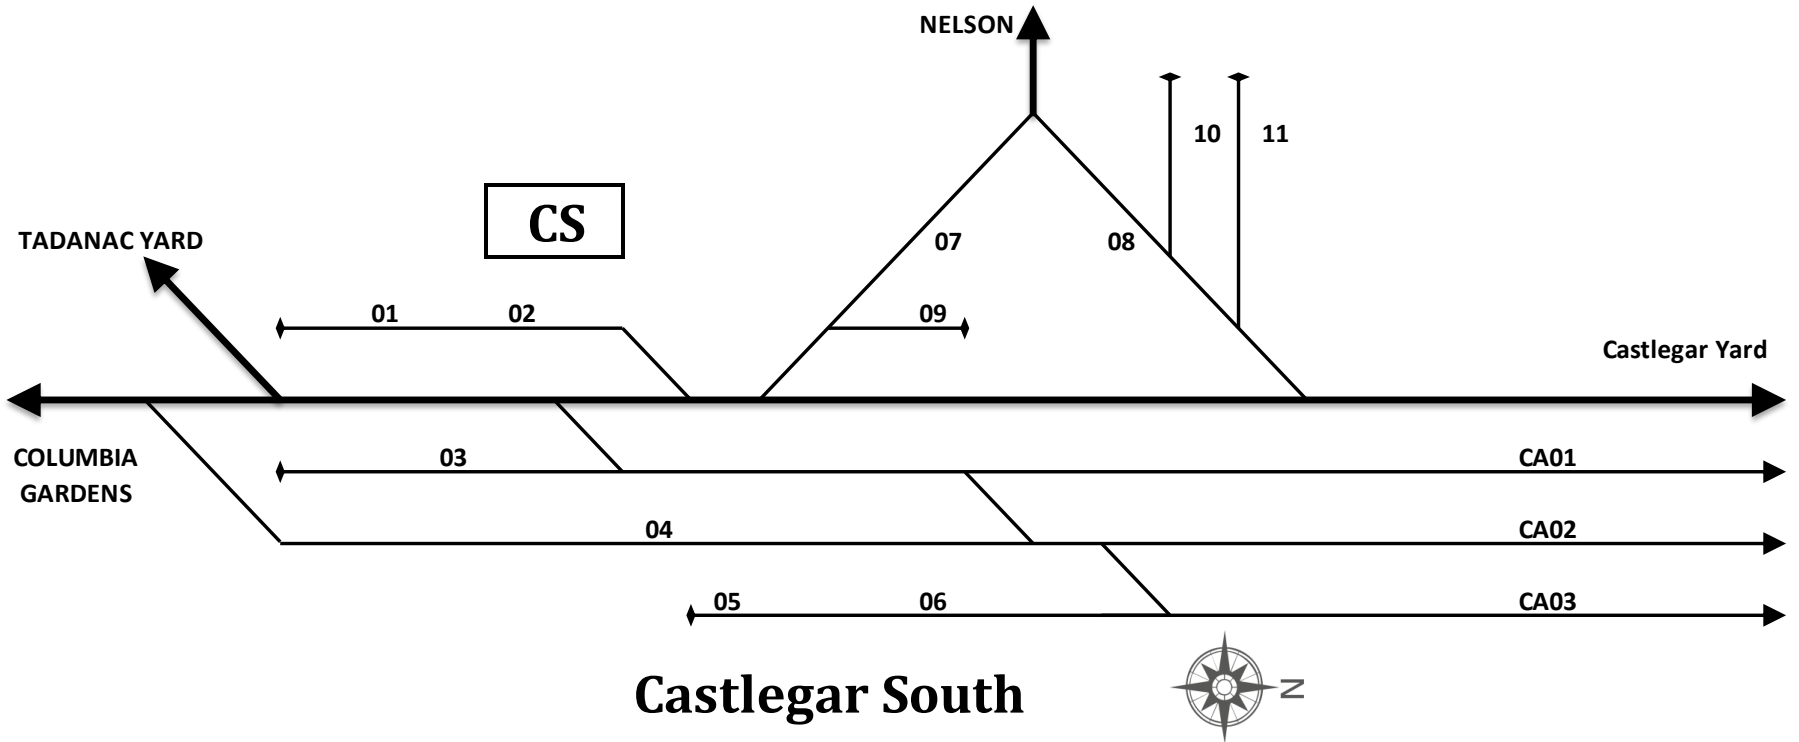 NELSON
10 11
CS
TADANAC YARD
07 08
01 02 09
Castlegar Yard
COLUMBIA
GARDENS
03 CA01
04 CA02
05 06 CA03
Castlegar South
N